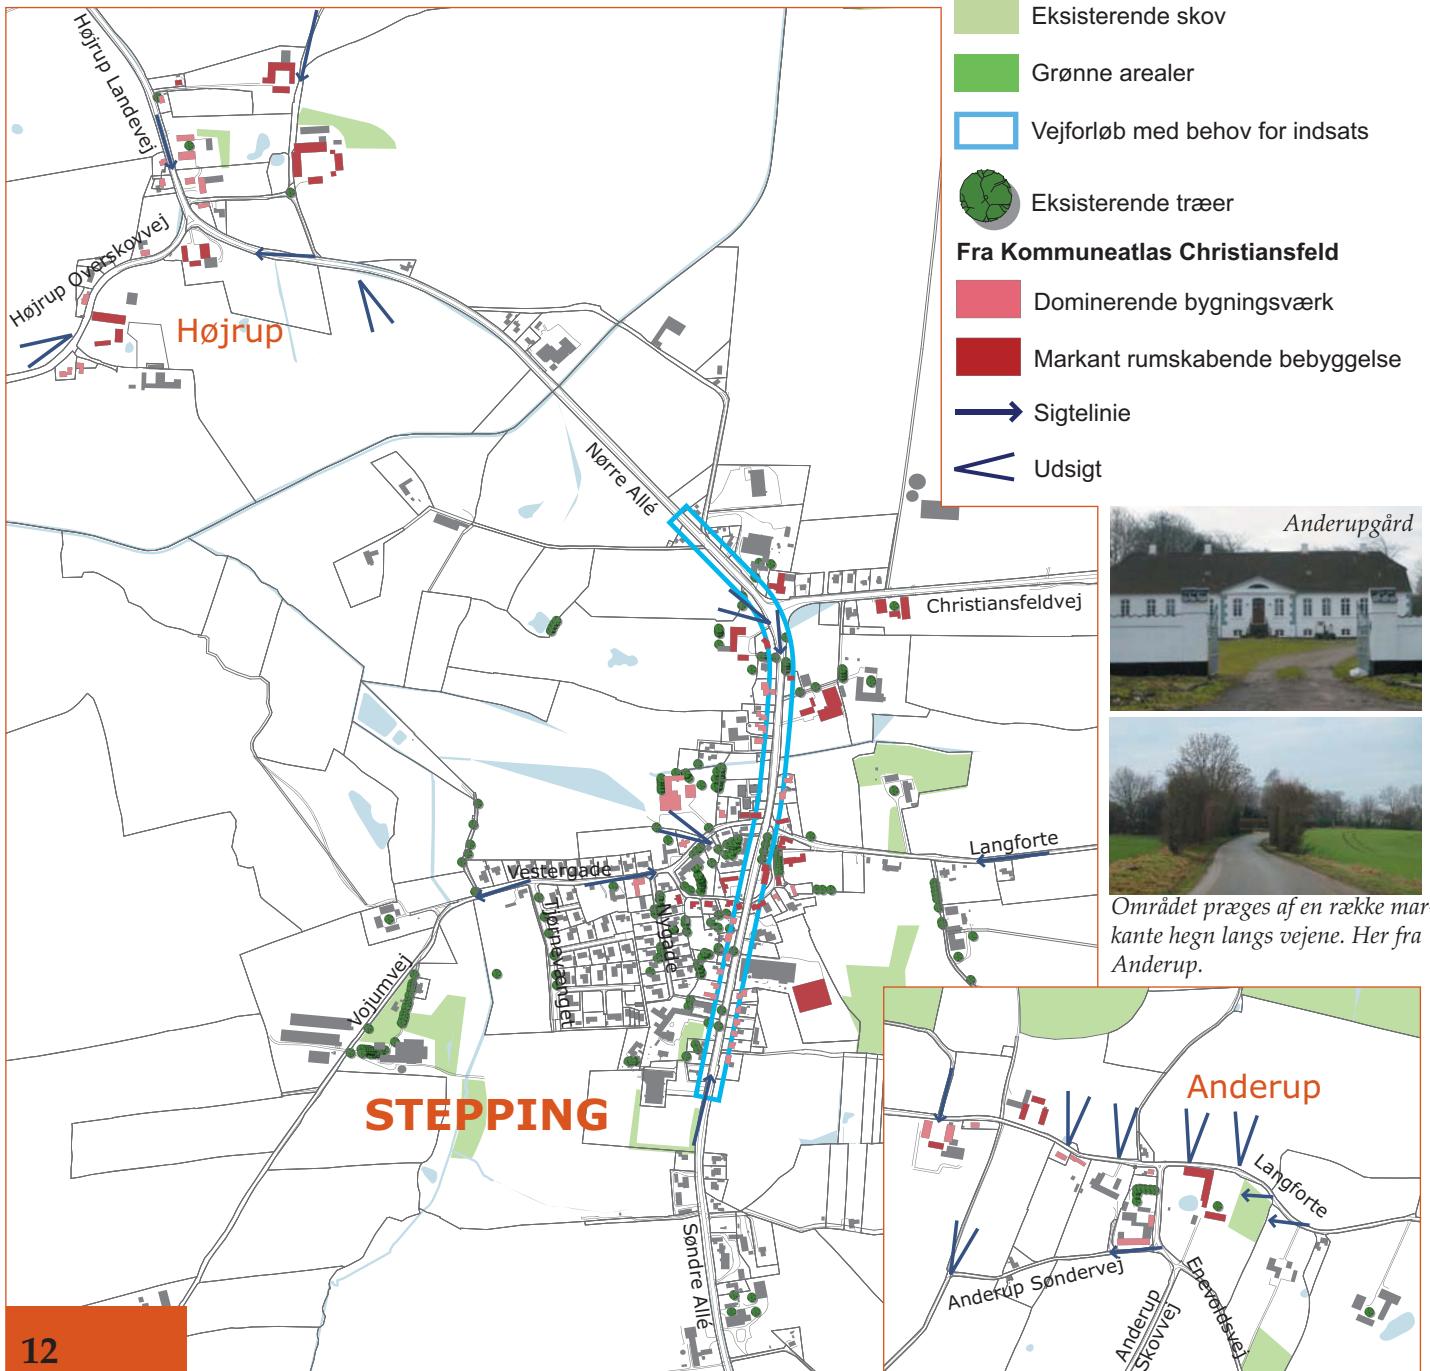 Eksisterende skov
Grønne arealer
Vejforløb med behov for indsats
Eksisterende træer
Fra Kommuneatlas Christiansfeld
Dominerende bygningsværk
Markant rumskabende bebyggelse
Sigtelinie
Udsigt
Højrup Landevej
Højrup Overskovvej
Højrup
Nørre Allé
Christiansfeldvej
Langforte
Vestergade
Tjørnevænget
Nygade
Vojumvej
STEPPING
Søndre Allé
Anderupgård
Området præges af en række mar
kante hegn langs vejene. Her fra
Anderup.
Anderup
Langforte
Anderup Søndervej
Enevoldsvej
Anderup
Skovvej
12